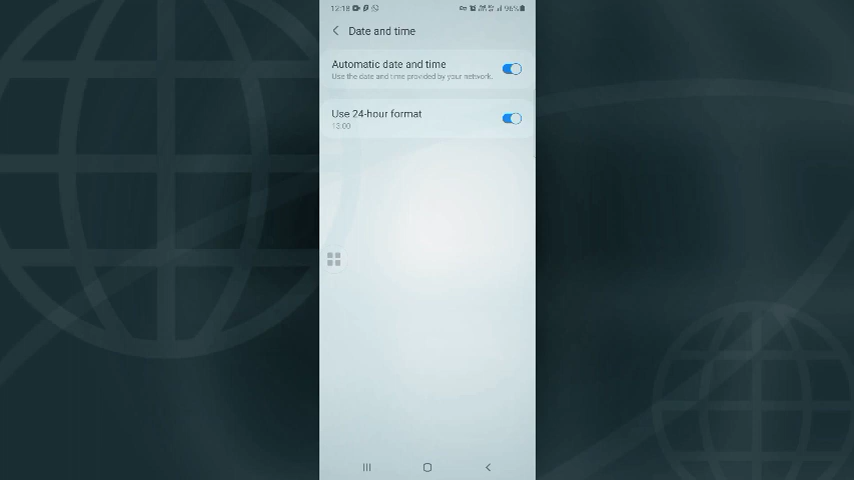 12:18
96%
Date and time
Automatic date and time
Use the date and time provided by your network.
Use 24-hour format
13:00